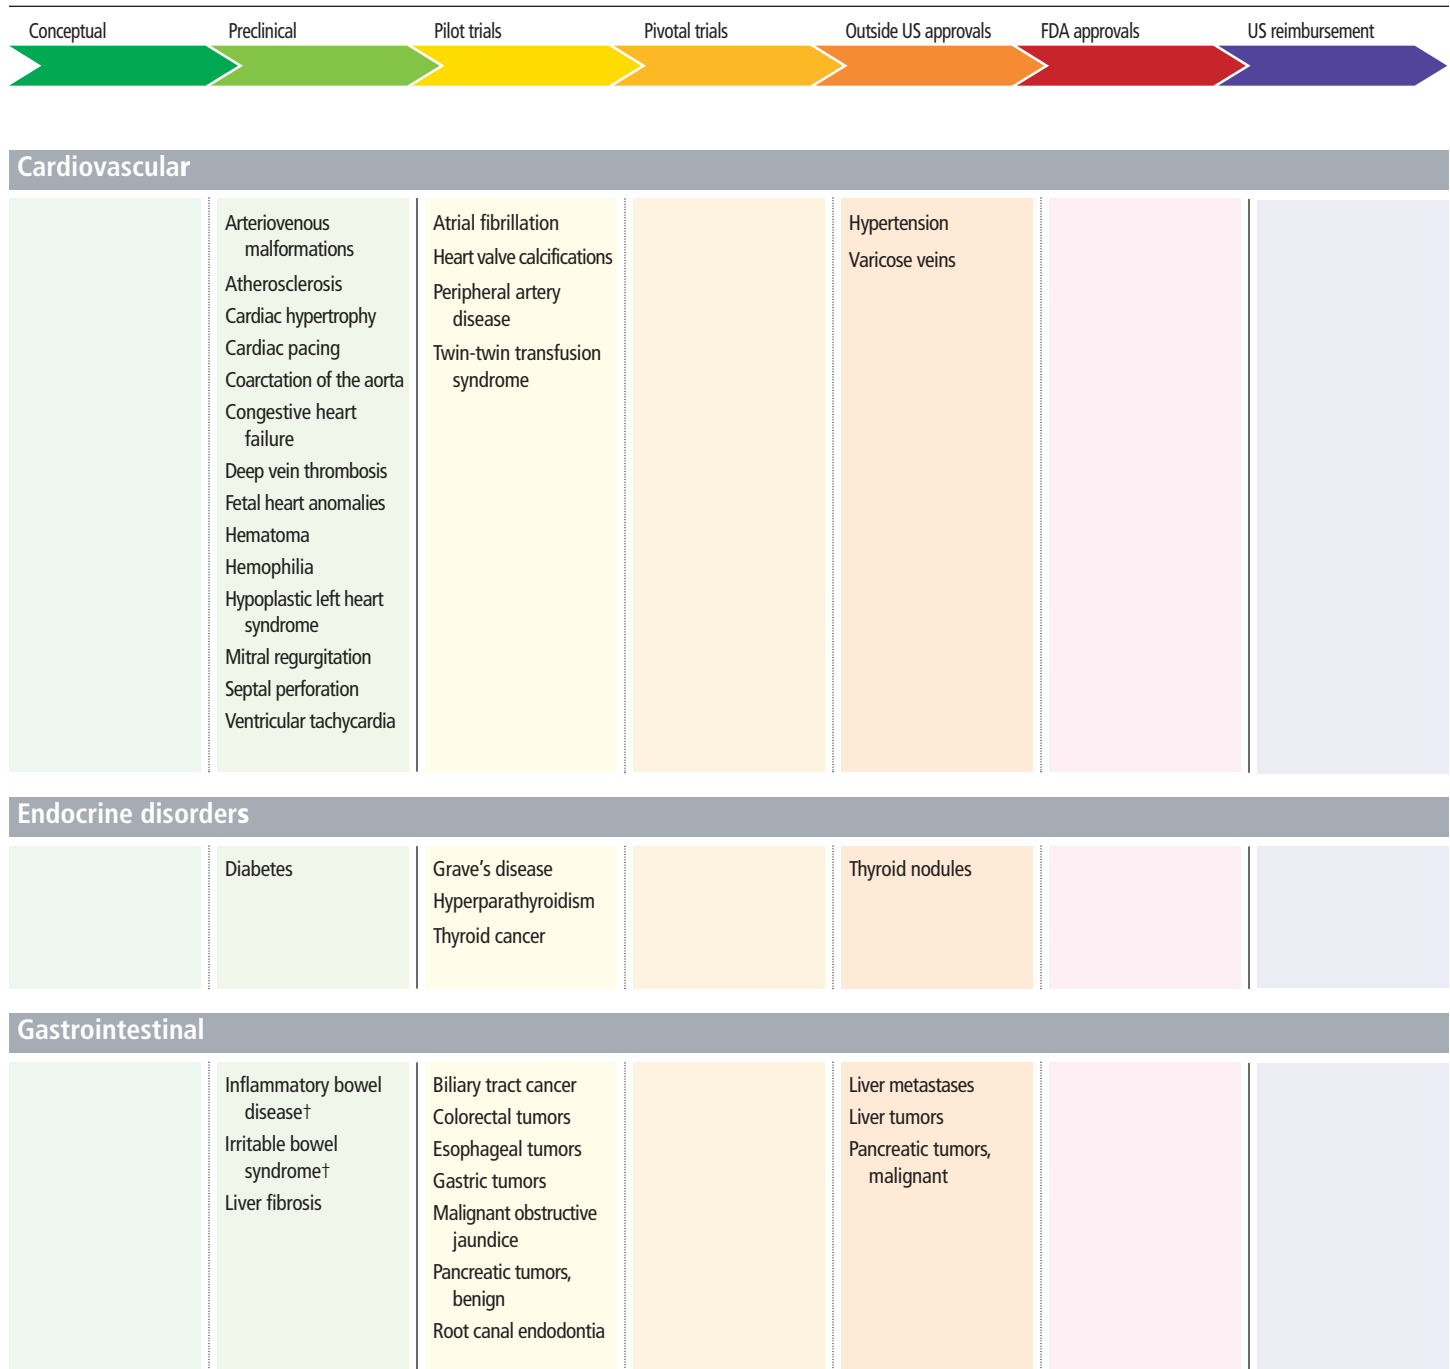 Conceptual
Preclinical
Pilot trials
Pivotal trials
Outside US approvals
FDA approvals
US reimbursement
Cardiovascular
Arteriovenous
malformations
Atherosclerosis
Cardiac hypertrophy
Cardiac pacing
Coarctation of the aorta
Congestive heart
failure
Deep vein thrombosis
Fetal heart anomalies
Hematoma
Hemophilia
Hypoplastic left heart
syndrome
Mitral regurgitation
Septal perforation
Ventricular tachycardia
Atrial fibrillation
Heart valve calcifications
Peripheral artery
disease
Twin-twin transfusion
syndrome
Hypertension
Varicose veins
Endocrine disorders
Diabetes
Grave’s disease
Hyperparathyroidism
Thyroid cancer
Thyroid nodules
Gastrointestinal
Inflammatory bowel
disease†
Irritable bowel
syndrome†
Liver fibrosis
Biliary tract cancer
Colorectal tumors
Esophageal tumors
Gastric tumors
Malignant obstructive
jaundice
Pancreatic tumors,
benign
Root canal endodontia
Liver metastases
Liver tumors
Pancreatic tumors,
malignant